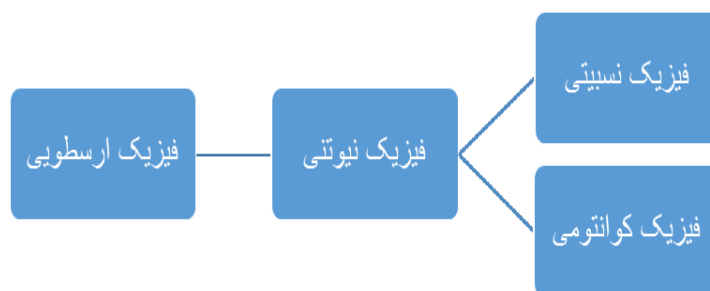 فیزیک ارسطویی
فیزیک نیوتنی
فیزیک نسبیتی
فیزیک کوانتومی